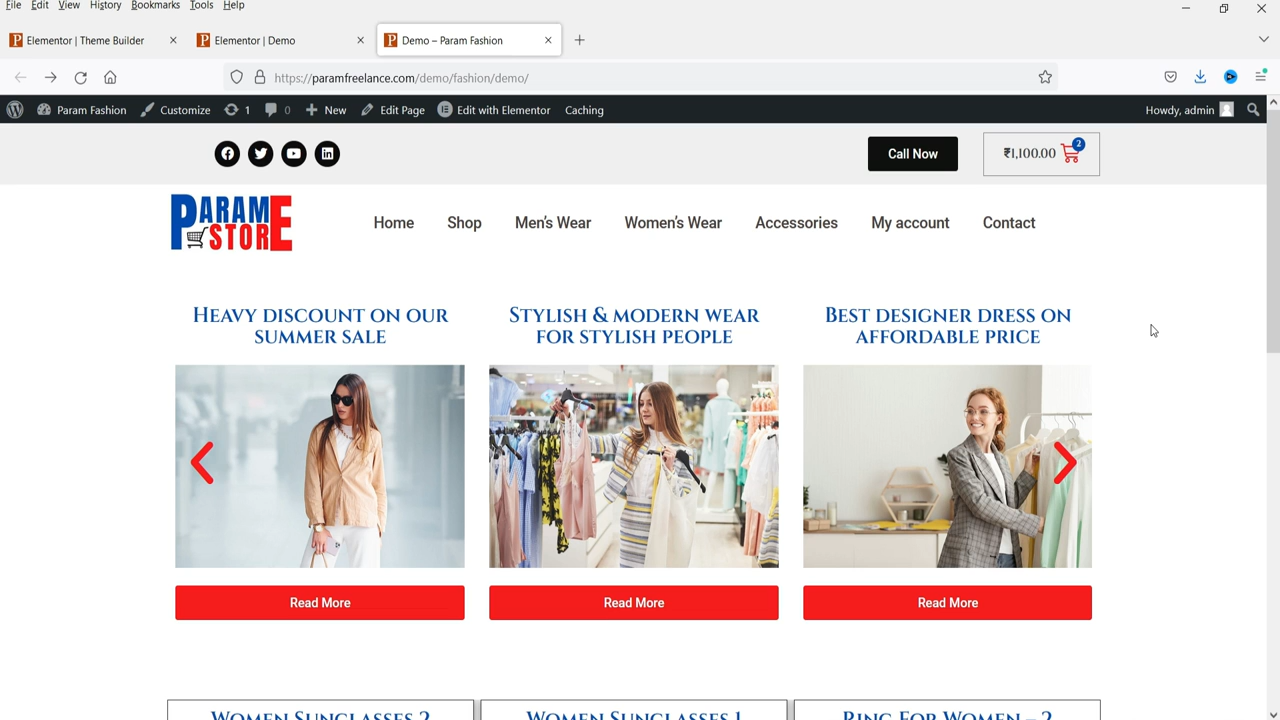 File Edit View History Bookmarks Tools Help
Elementor | Theme Builder
Elementor | Demo
Demo – Param Fashion
https://paramfreelance.com/demo/fashion/demo/
Param Fashion Customize 1 0 New Edit Page Edit with Elementor Caching Howdy, admin
Call Now
₹1,100.00 2
PARAM E STORE
Home Shop Men's Wear Women's Wear Accessories My account Contact
Heavy discount on our
summer sale
Stylish & modern wear
for stylish people
Best designer dress on
affordable price
Read More
Read More
Read More
Women Sunglasses 2
Women Sunglasses 1
Ring For Women – 2